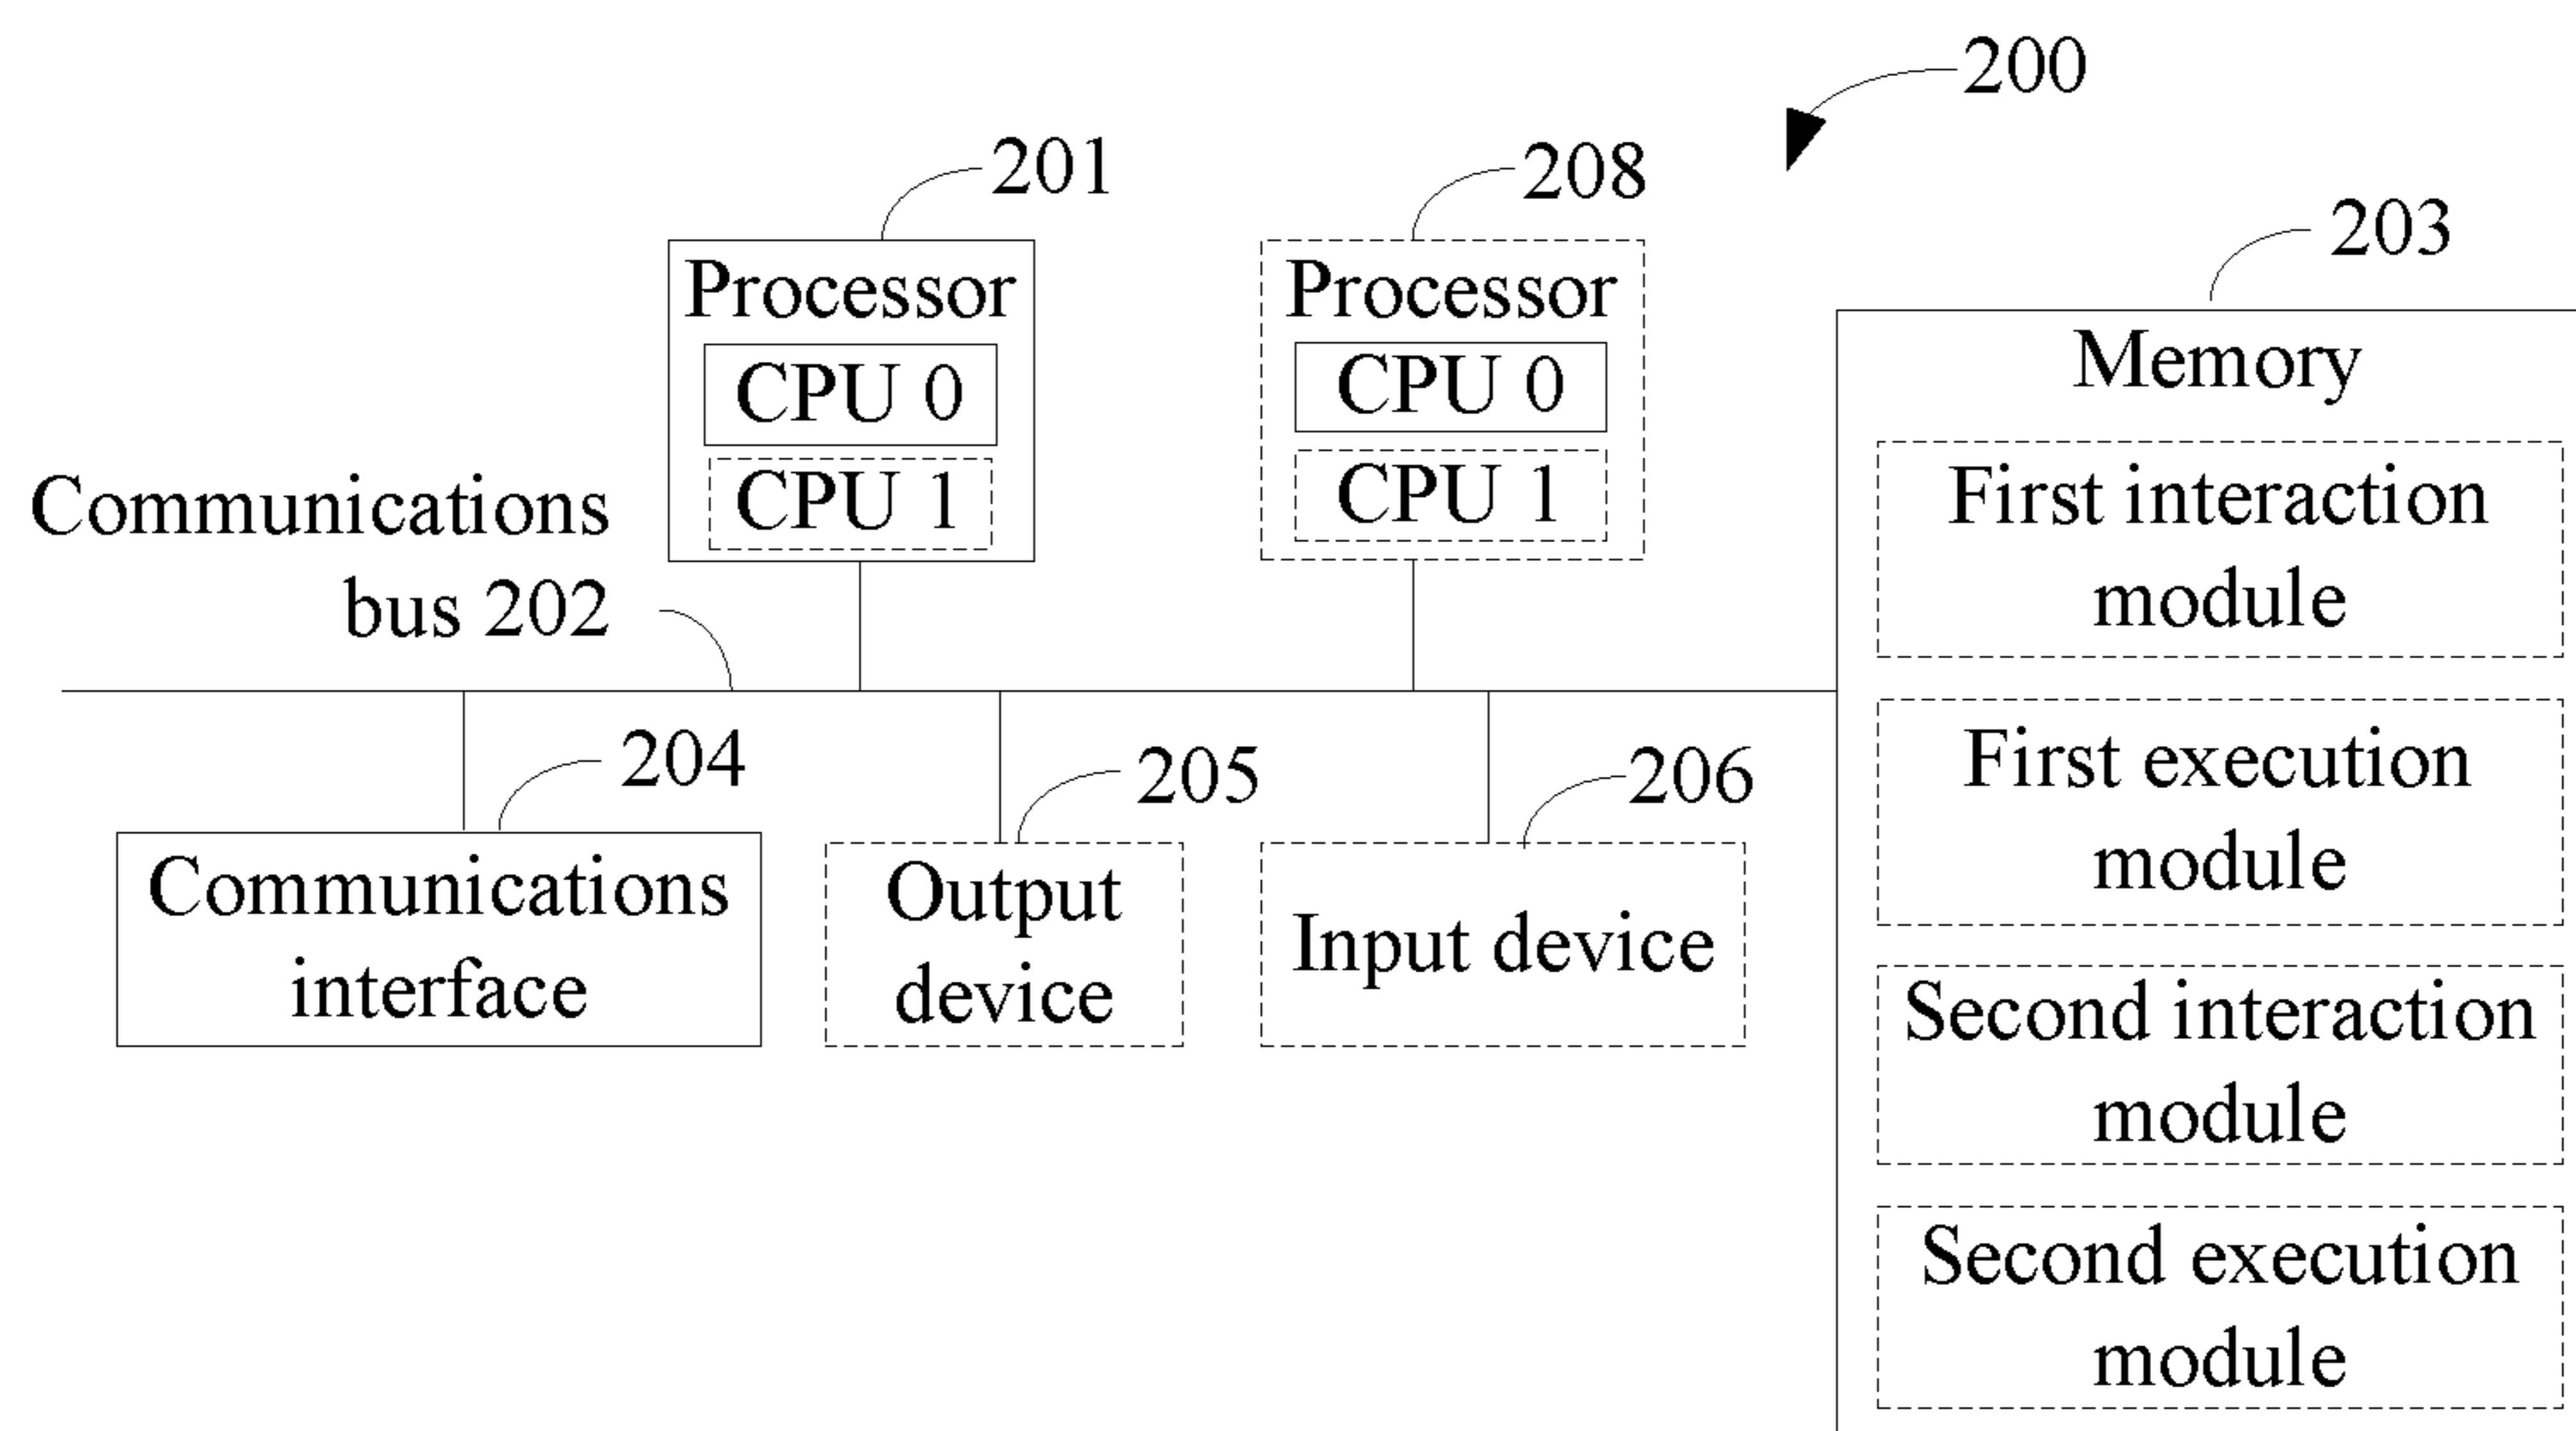 200
201
208
203
Processor
CPU 0
CPU 1
Processor
CPU 0
CPU 1
Memory
First interaction
module
First execution
module
Second interaction
module
Second execution
module
Communications
bus 202
204
205
206
Communications
interface
Output
device
Input device